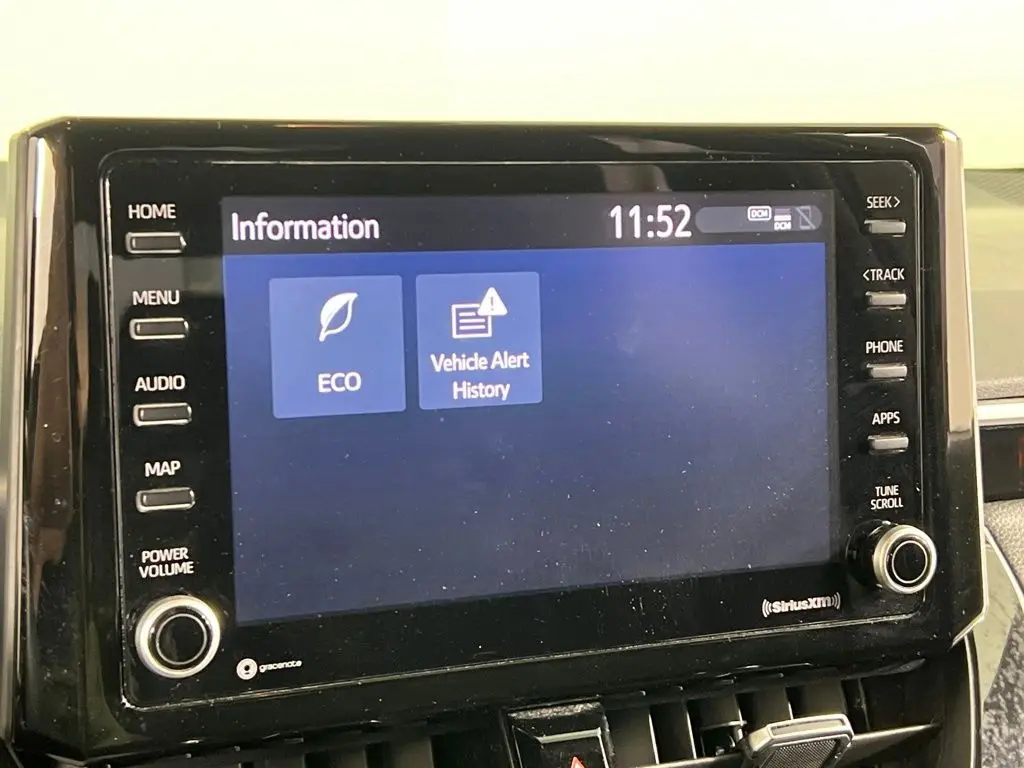 HOME
MENU
AUDIO
MAP
POWER
VOLUME
Information
11:52
DCM
DCM
ECO
Vehicle Alert
History
SEEK>
<TRACK
PHONE
APPS
TUNE
SCROLL
gracenote
((SiriusXM))